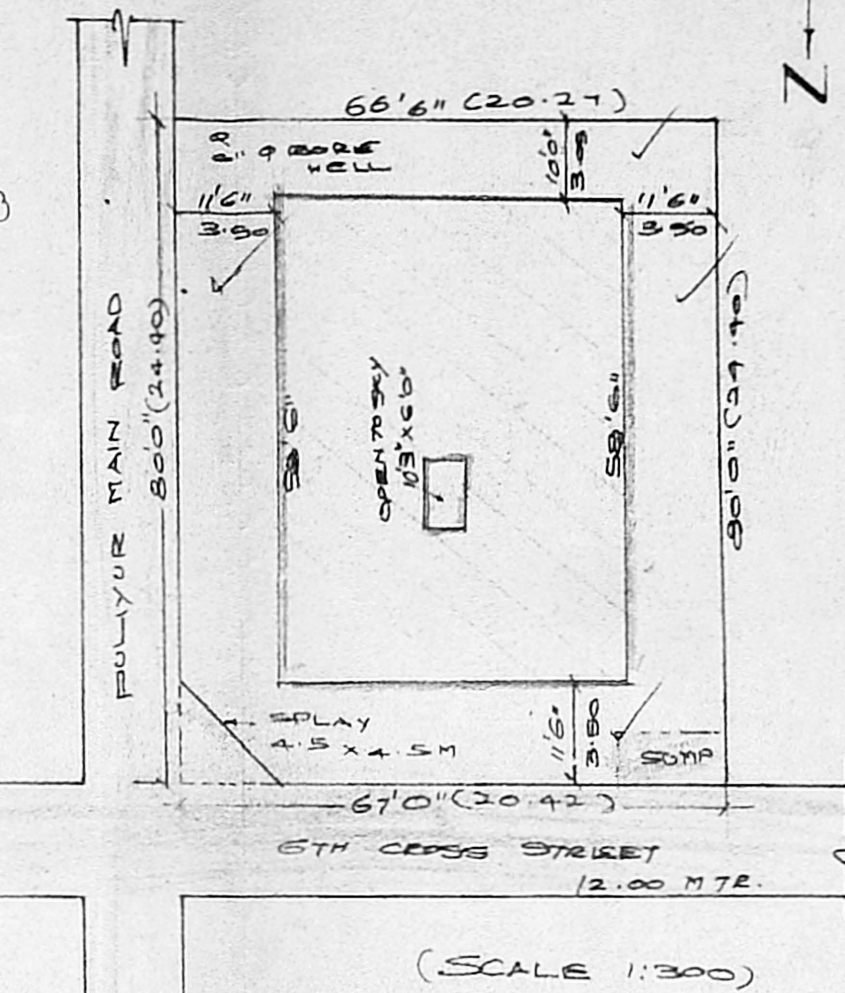 N
66'6" (20.27)
BORE
WELL
10'0"
3.05
11'6"
3.50
11'6"
3.50
PULIYUR MAIN ROAD
80'0" (24.40)
58'6"
OPEN TO SKY
10'3" X 6'0"
58'6"
80'0" (24.40)
SPLAY
4.5 X 4.5 M
11'6"
3.50
SUMP
67'0" (20.42)
6TH CROSS STREET
12.00 MTR.
(SCALE 1:300)